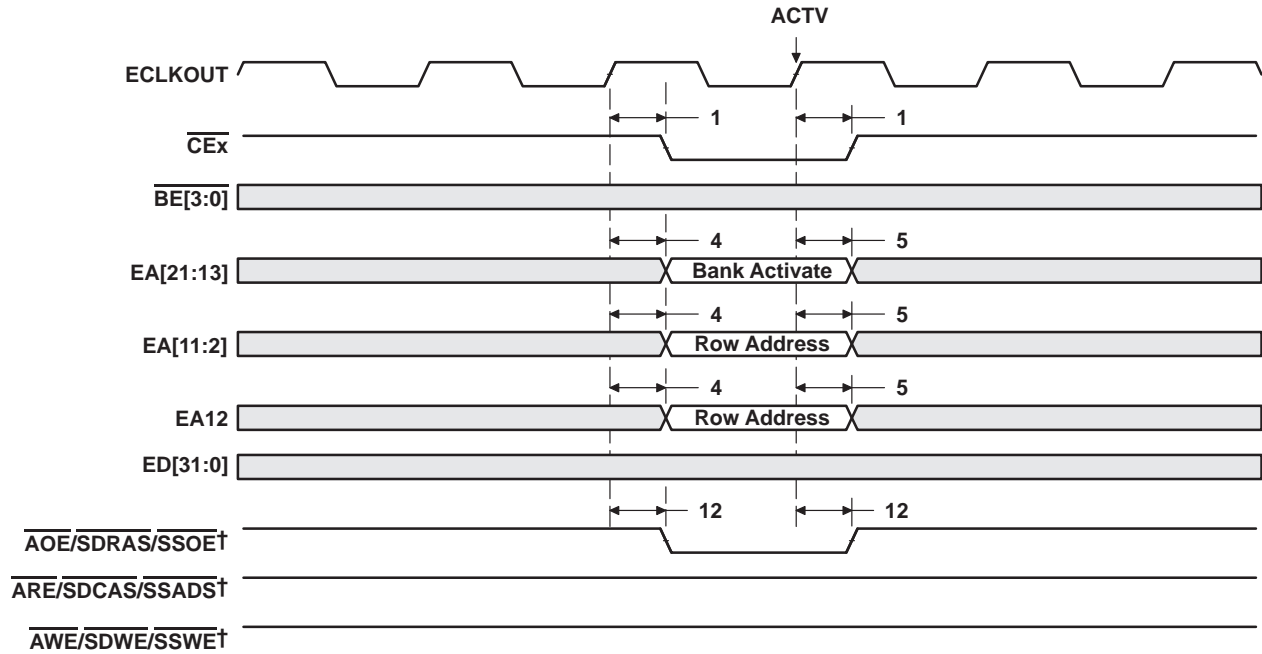 ACTV
ECLKOUT
1 1
CEx
BE[3:0]
4 5
EA[21:13] Bank Activate
4 5
EA[11:2] Row Address
4 5
EA12 Row Address
ED[31:0]
12 12
AOE/SDRAS/SSOE†
ARE/SDCAS/SSADS†
AWE/SDWE/SSWE†